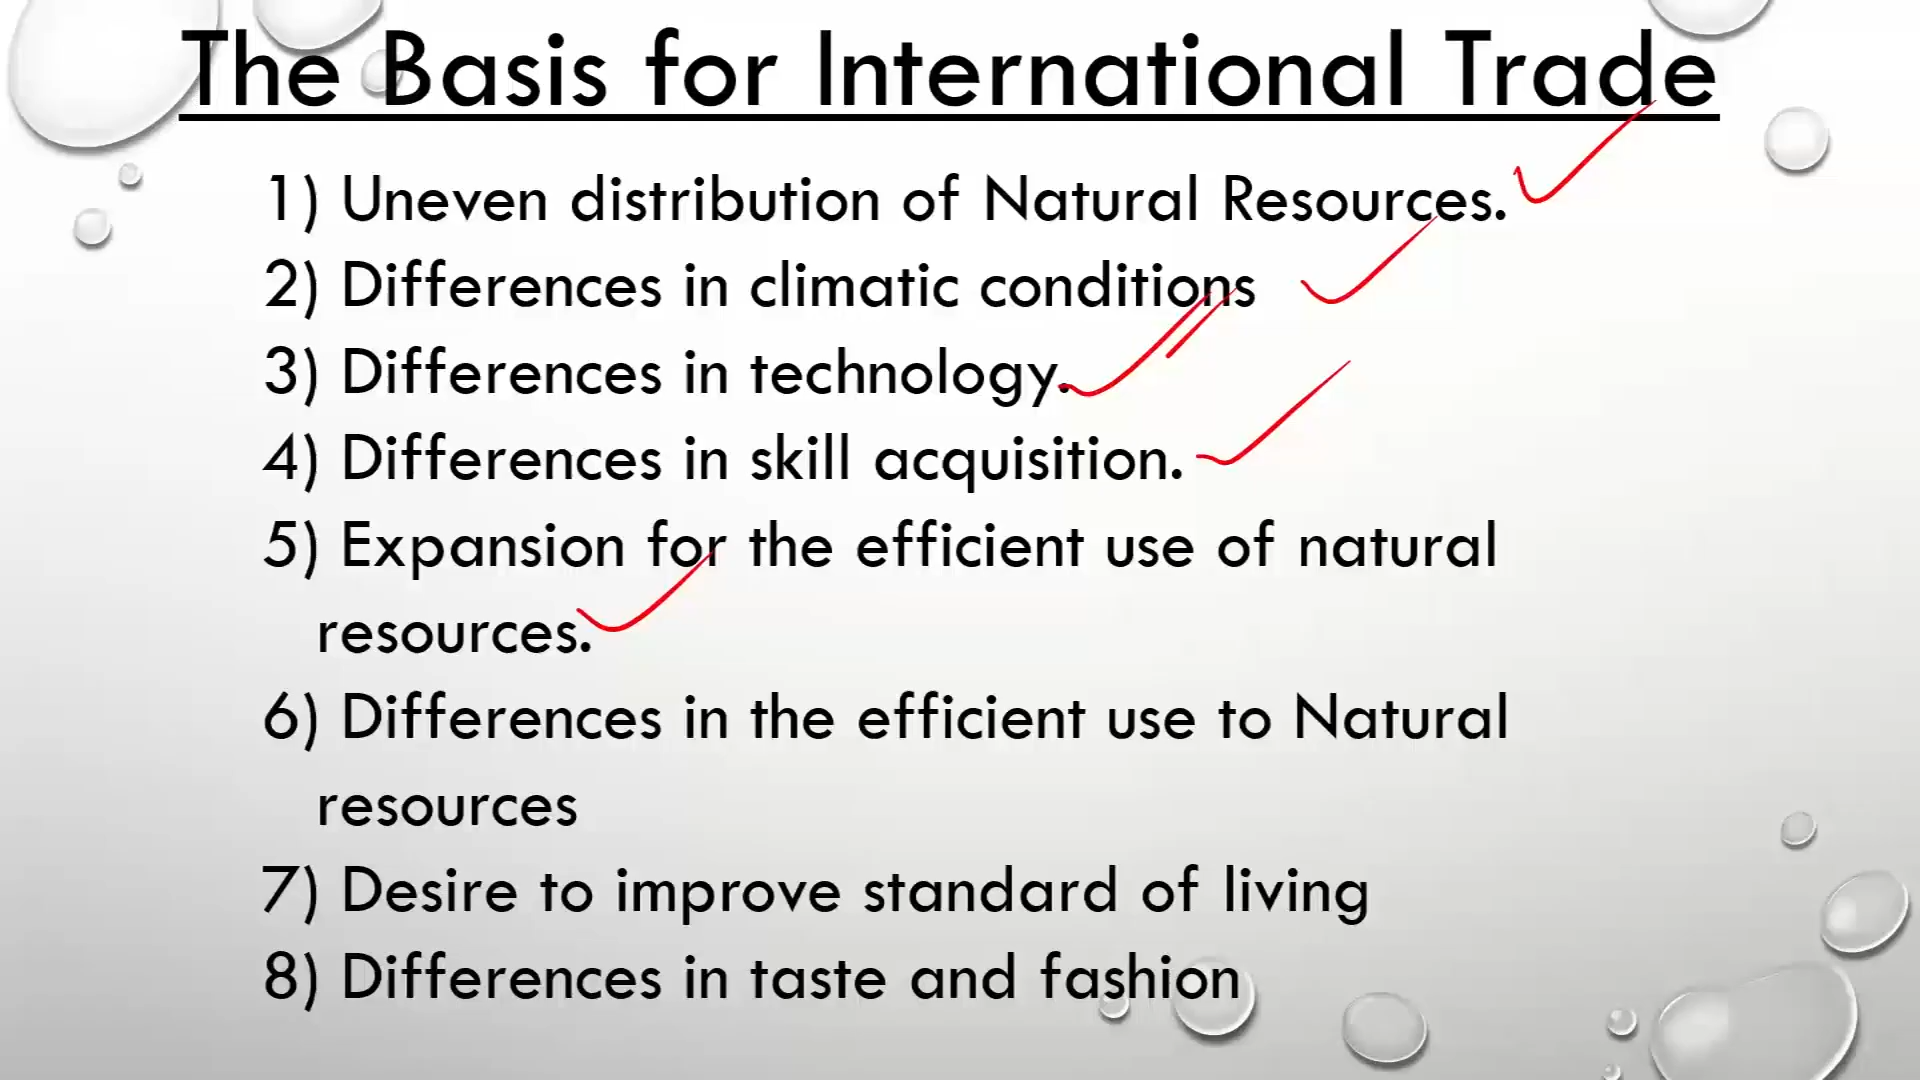 The Basis for International Trade
1) Uneven distribution of Natural Resources.
2) Differences in climatic conditions
3) Differences in technology.
4) Differences in skill acquisition.
5) Expansion for the efficient use of natural
resources.
6) Differences in the efficient use to Natural
resources
7) Desire to improve standard of living
8) Differences in taste and fashion